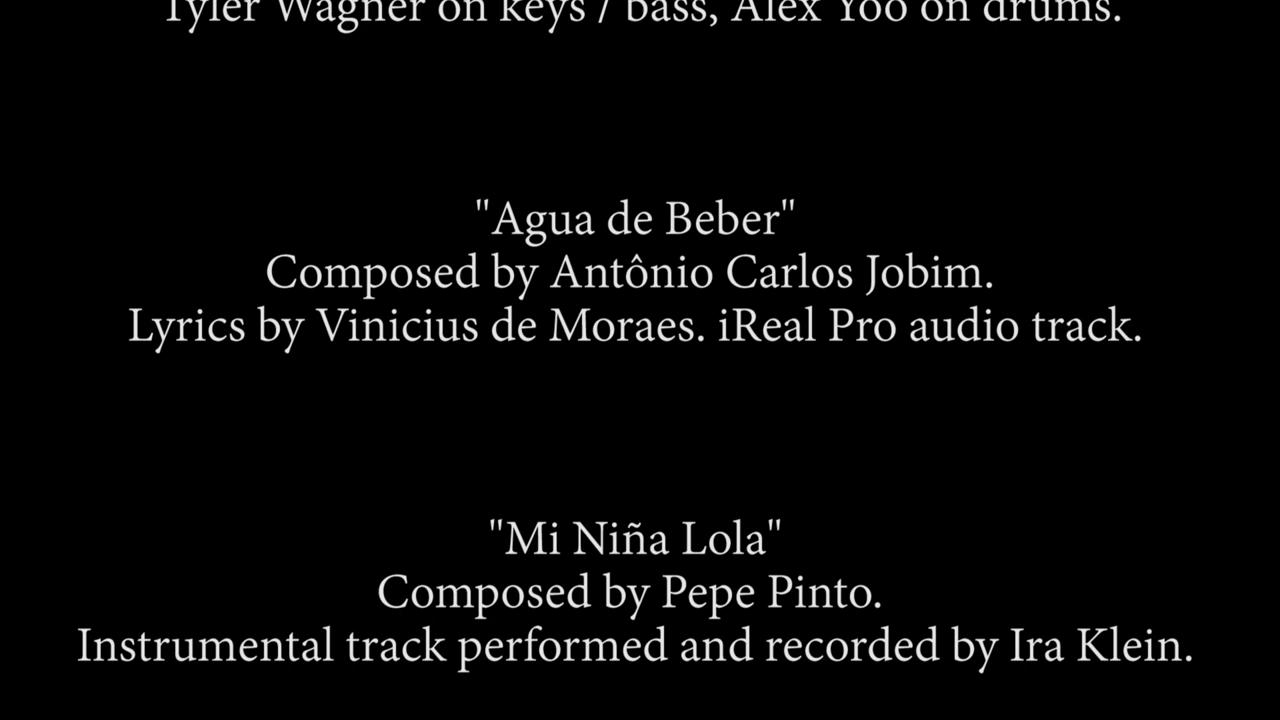 Tyler Wagner on keys / bass, Alex Yoo on drums.
"Agua de Beber"
Composed by Antônio Carlos Jobim.
Lyrics by Vinicius de Moraes. iReal Pro audio track.
"Mi Niña Lola"
Composed by Pepe Pinto.
Instrumental track performed and recorded by Ira Klein.